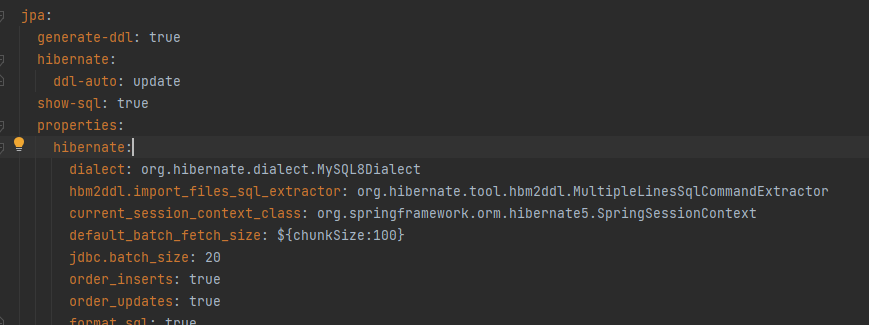 jpa:
generate-ddl: true
hibernate:
ddl-auto: update
show-sql: true
properties:
hibernate:
dialect: org.hibernate.dialect.MySQL8Dialect
hbm2ddl.import_files_sql_extractor: org.hibernate.tool.hbm2ddl.MultipleLinesSqlCommandExtractor
current_session_context_class: org.springframework.orm.hibernate5.SpringSessionContext
default_batch_fetch_size: ${chunkSize:100}
jdbc.batch_size: 20
order_inserts: true
order_updates: true
format_sql: true